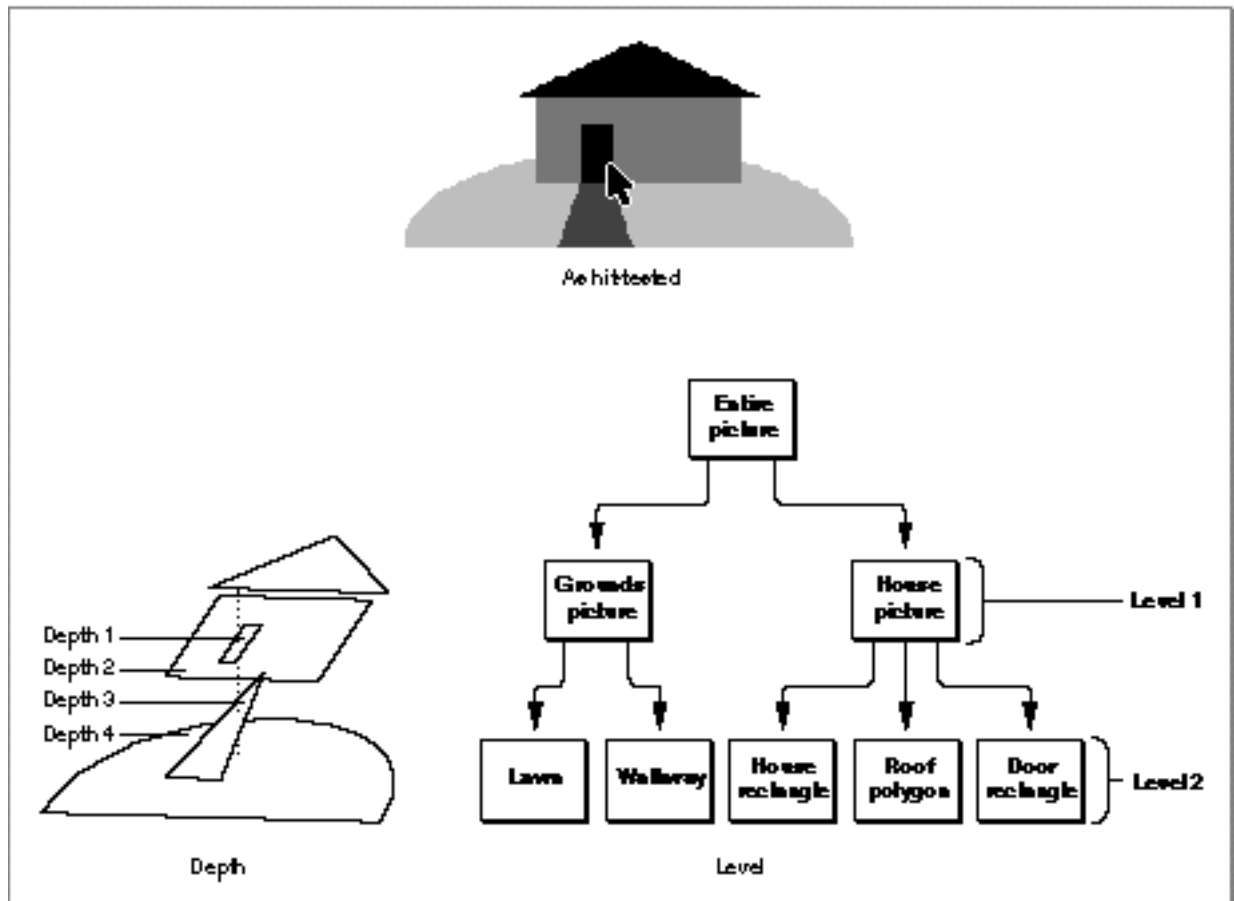 As hit-tested
Entire
picture
Grounds
picture
House
picture
Level 1
Depth 1
Depth 2
Depth 3
Depth 4
Lawn
Walkway
House
rectangle
Roof
polygon
Door
rectangle
Level 2
Depth
Level